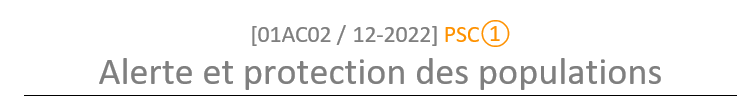 [01AC02 / 12-2022] PSC①
Alerte et protection des populations